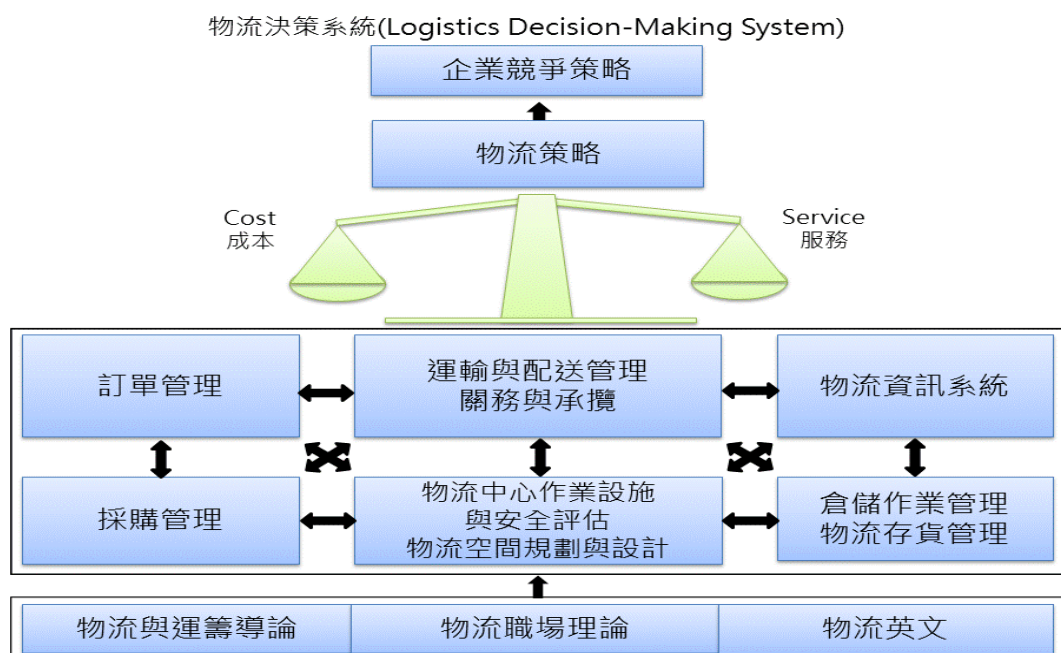 物流決策系統(Logistics Decision-Making System)
企業競爭策略
物流策略
Cost
成本
Service
服務
訂單管理
運輸與配送管理
關務與承攬
物流資訊系統
採購管理
物流中心作業設施
與安全評估
物流空間規劃與設計
倉儲作業管理
物流存貨管理
物流與運籌導論
物流職場理論
物流英文